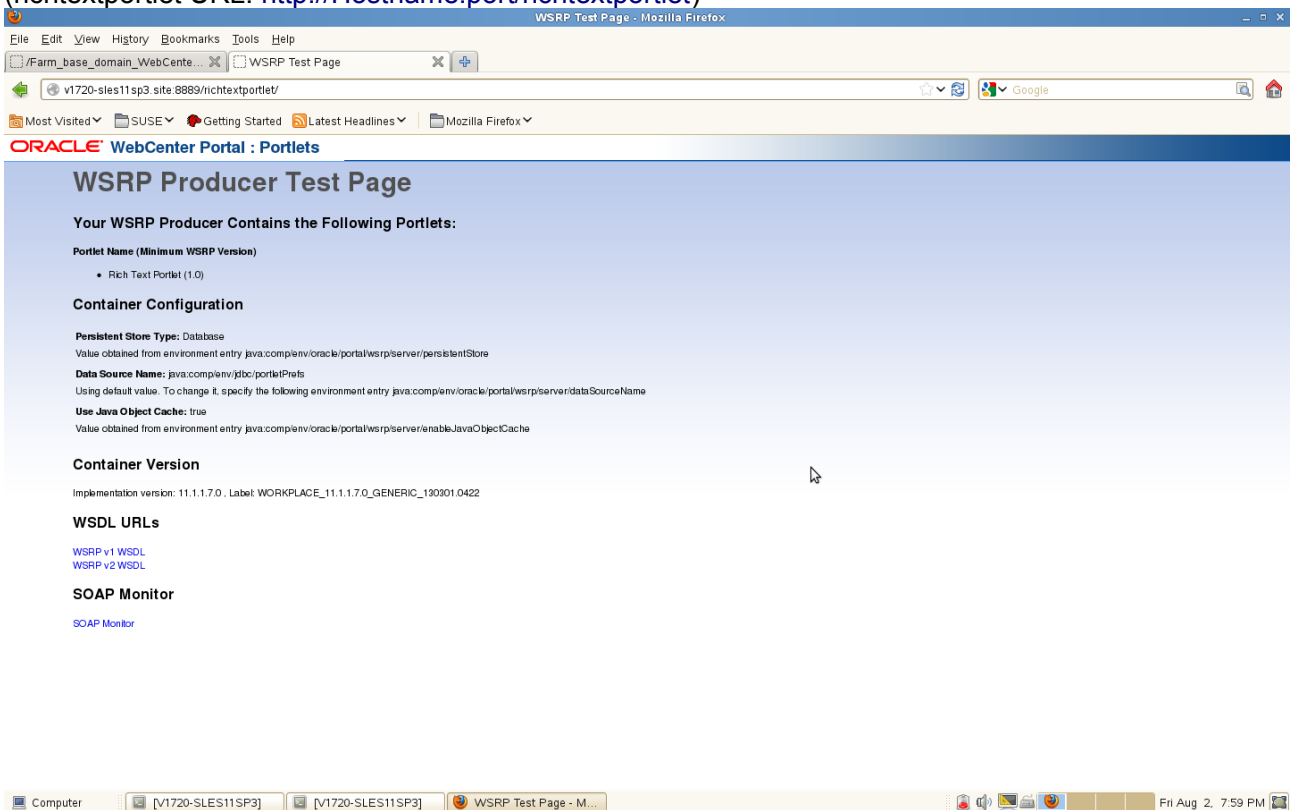 (richtextportlet URL: http://Hostname:port/richtextportlet)
WSRP Test Page - Mozilla Firefox
File Edit View History Bookmarks Tools Help
/Farm_base_domain_WebCente... WSRP Test Page
v1720-sles11sp3.site:8889/richtextportlet/ Google
Most Visited SUSE Getting Started Latest Headlines Mozilla Firefox
ORACLE WebCenter Portal : Portlets
WSRP Producer Test Page
Your WSRP Producer Contains the Following Portlets:
Portlet Name (Minimum WSRP Version)
• Rich Text Portlet (1.0)
Container Configuration
Persistent Store Type: Database
Value obtained from environment entry java:comp/env/oracle/portal/wsrp/server/persistentStore
Data Source Name: java:comp/env/jdbc/portletPrefs
Using default value. To change it, specify the following environment entry java:comp/env/oracle/portal/wsrp/server/dataSourceName
Use Java Object Cache: true
Value obtained from environment entry java:comp/env/oracle/portal/wsrp/server/enableJavaObjectCache
Container Version
Implementation version: 11.1.1.7.0 , Label: WORKPLACE_11.1.1.7.0_GENERIC_130301.0422
WSDL URLs
WSRP v1 WSDL
WSRP v2 WSDL
SOAP Monitor
SOAP Monitor
Computer [V1720-SLES11SP3] [V1720-SLES11SP3] WSRP Test Page - M... Fri Aug 2, 7:59 PM